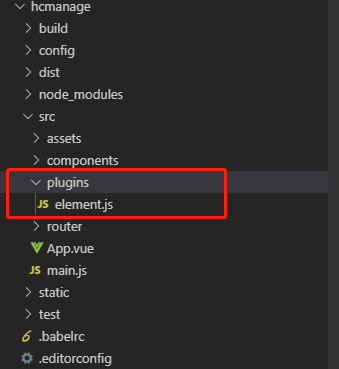 hcmanage
build
config
dist
node_modules
src
assets
components
plugins
JS element.js
router
App.vue
JS main.js
static
test
.babelrc
.editorconfig